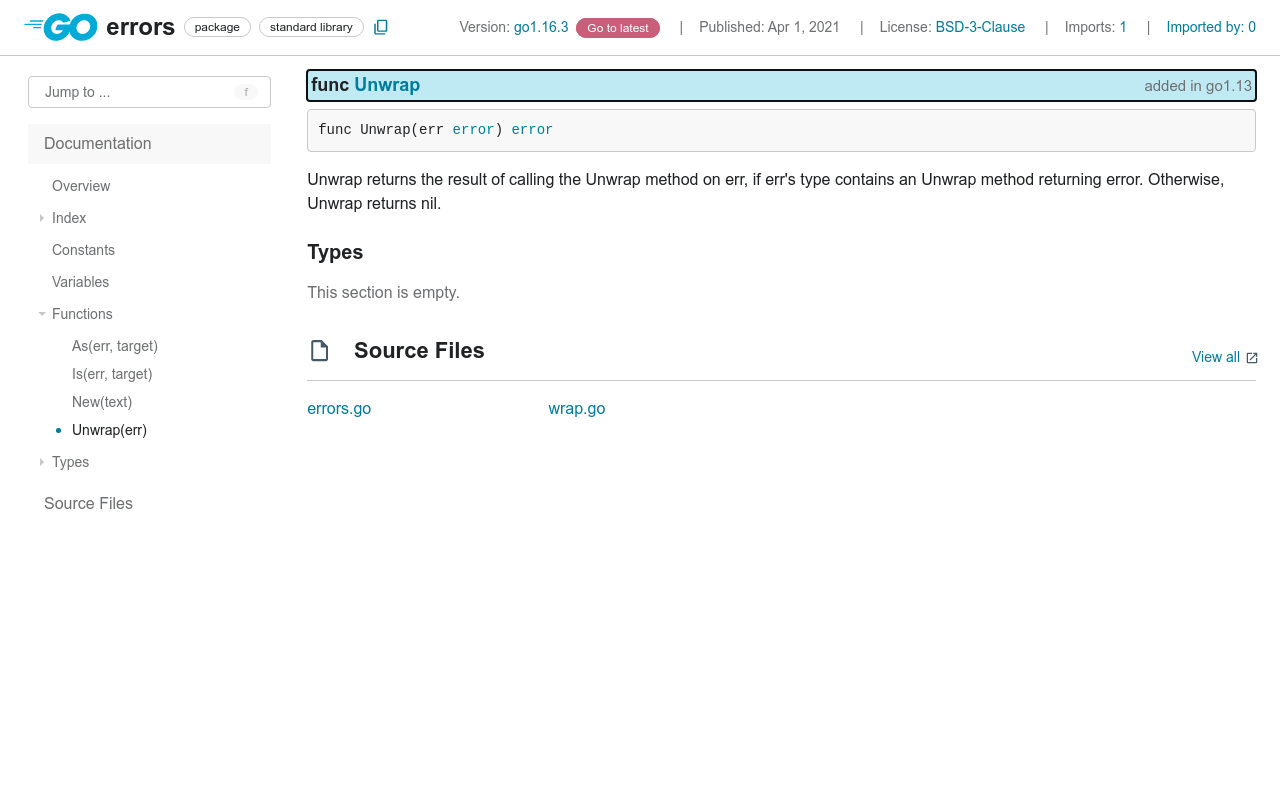 GO errors package standard library Version: go1.16.3 Go to latest | Published: Apr 1, 2021 | License: BSD-3-Clause | Imports: 1 | Imported by: 0
Jump to ... f
Documentation
Overview
Index
Constants
Variables
Functions
As(err, target)
Is(err, target)
New(text)
Unwrap(err)
Types
Source Files
func Unwrap added in go1.13
func Unwrap(err error) error
Unwrap returns the result of calling the Unwrap method on err, if err's type contains an Unwrap method returning error. Otherwise,
Unwrap returns nil.
Types
This section is empty.
Source Files View all
errors.go wrap.go